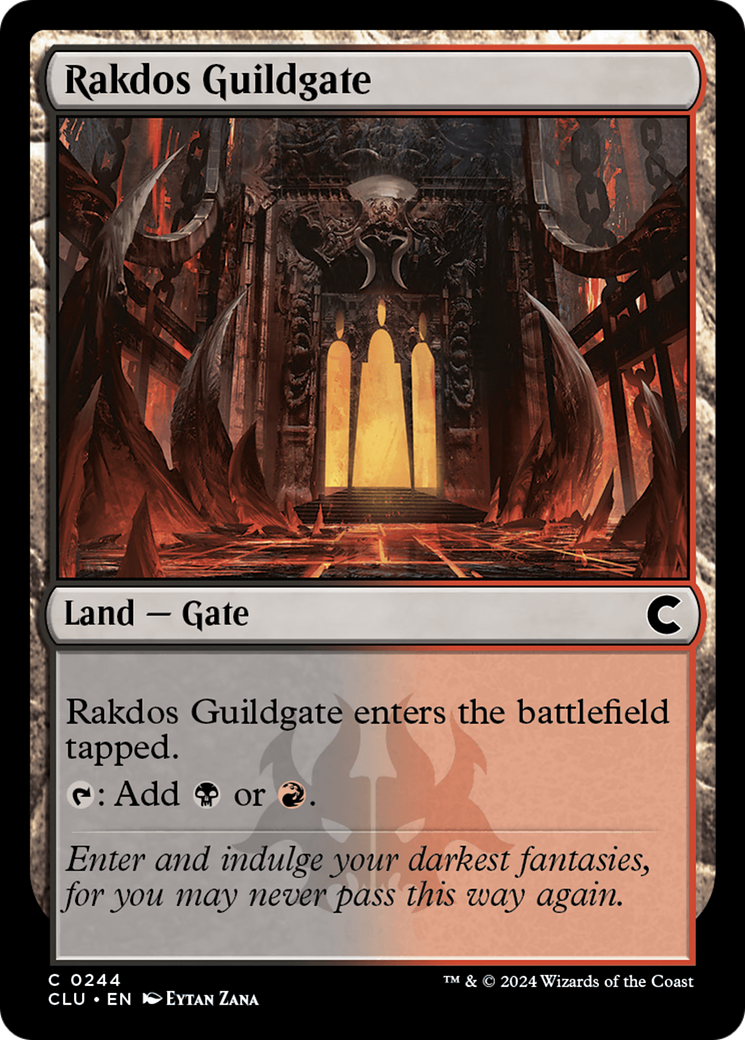 Rakdos Guildgate
Land — Gate
Rakdos Guildgate enters the battlefield
tapped.
: Add or .
Enter and indulge your darkest fantasies,
for you may never pass this way again.
C 0244
CLU • EN Eytan Zana
™ & © 2024 Wizards of the Coast